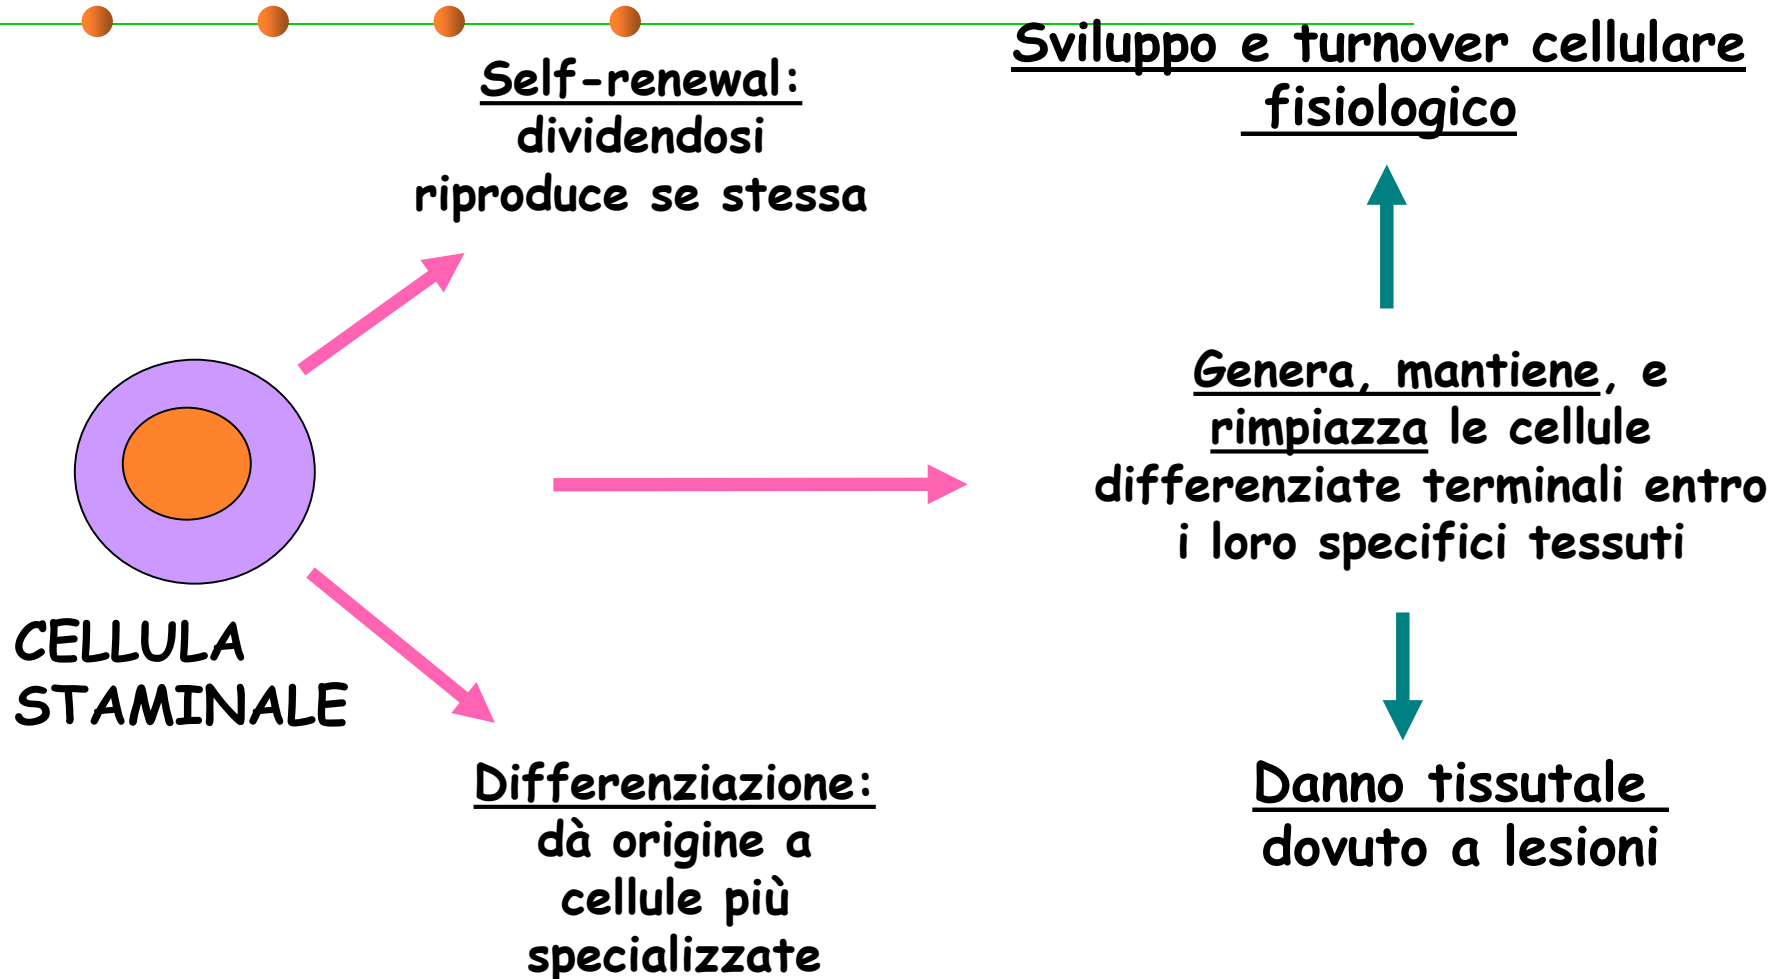 Self-renewal:
dividendosi
riproduce se stessa
Sviluppo e turnover cellulare
fisiologico
Genera, mantiene, e
rimpiazza le cellule
differenziate terminali entro
i loro specifici tessuti
CELLULA
STAMINALE
Differenziazione:
dà origine a
cellule più
specializzate
Danno tissutale
dovuto a lesioni